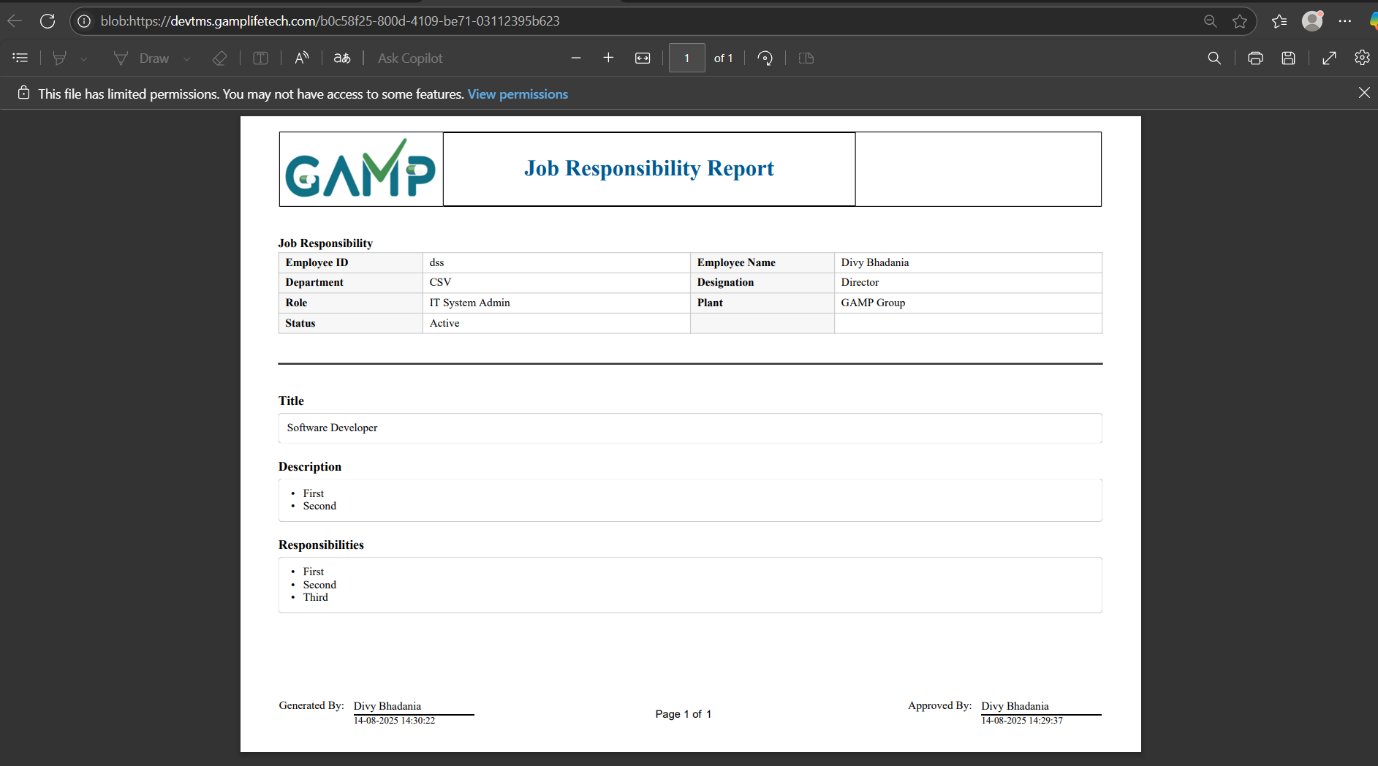 blob:https://devtms.gamplifetech.com/b0c58f25-800d-4109-be71-03112395b623
Draw
A
aあ
Ask Copilot
1
of 1
This file has limited permissions. You may not have access to some features. View permissions
GAMP
Job Responsibility Report
Job Responsibility
Employee ID dss Employee Name Divy Bhadania
Department CSV Designation Director
Role IT System Admin Plant GAMP Group
Status Active
Title
Software Developer
Description
• First
• Second
Responsibilities
• First
• Second
• Third
Generated By: Divy Bhadania
14-08-2025 14:30:22
Page 1 of 1
Approved By: Divy Bhadania
14-08-2025 14:29:37